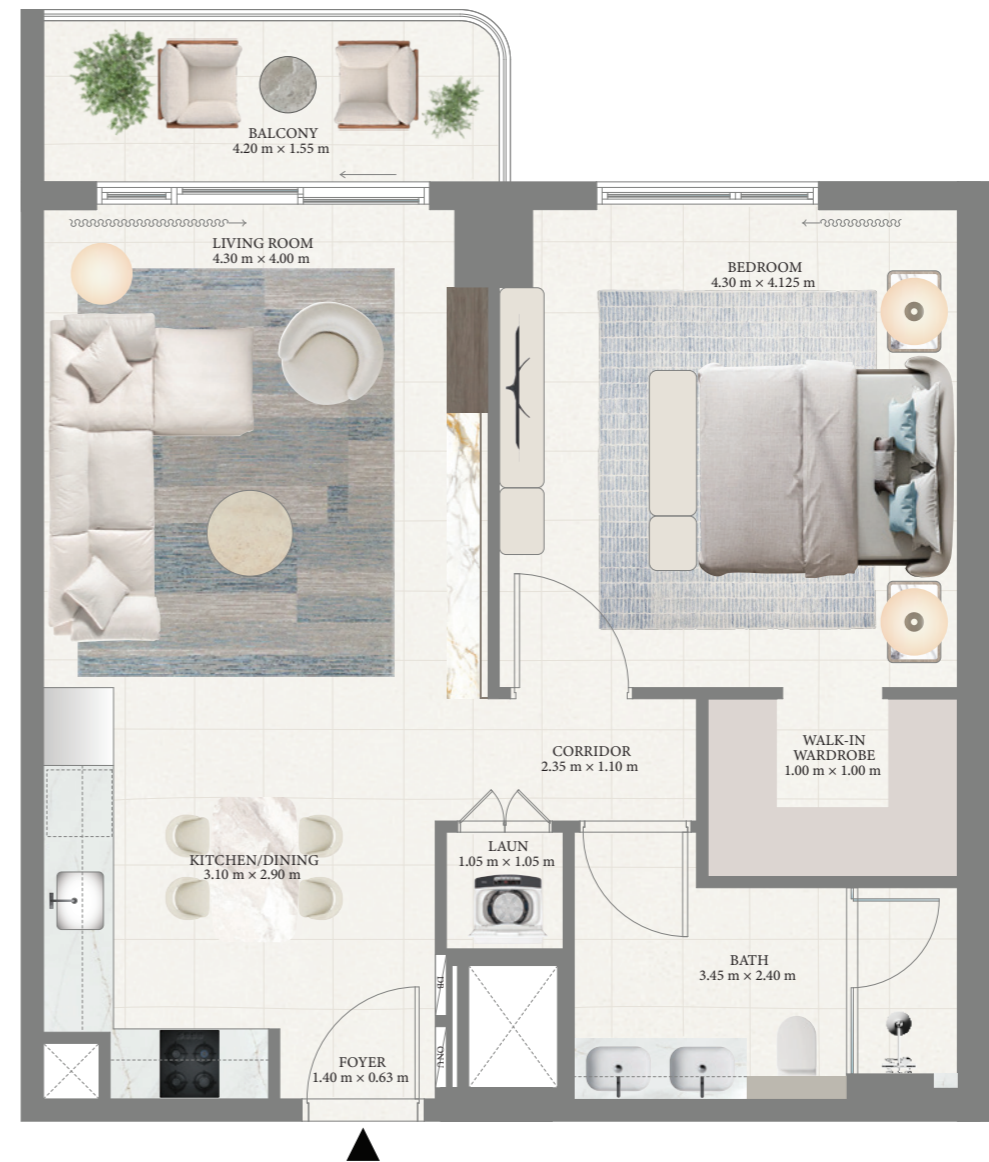 BALCONY
4.20 m × 1.55 m
LIVING ROOM
4.30 m × 4.00 m
BEDROOM
4.30 m × 4.125 m
CORRIDOR
2.35 m × 1.10 m
WALK-IN
WARDROBE
1.00 m × 1.00 m
LAUN
1.05 m × 1.05 m
KITCHEN/DINING
3.10 m × 2.90 m
BATH
3.45 m × 2.40 m
DB
ONU
FOYER
1.40 m × 0.63 m